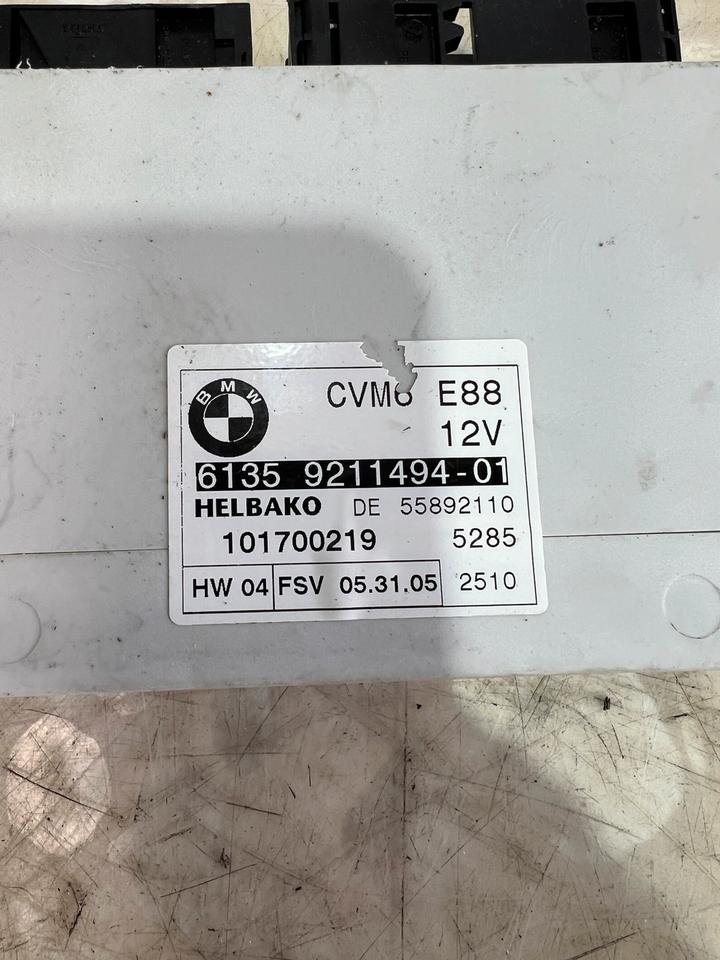 BMW
CVM6 E88
12V
6135 9211494-01
HELBAKO DE 55892110
101700219 5285
HW 04 FSV 05.31.05 2510